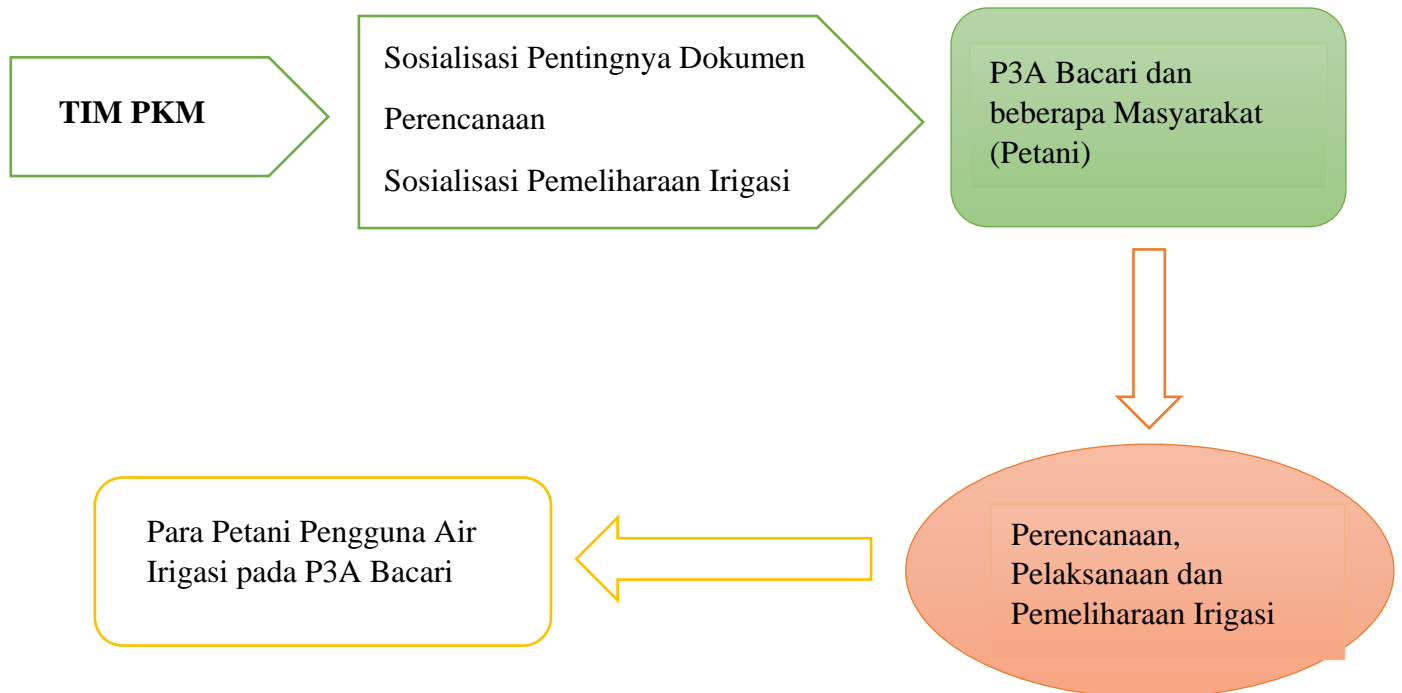 TIM PKM
Sosialisasi Pentingnya Dokumen
Perencanaan
Sosialisasi Pemeliharaan Irigasi
P3A Bacari dan
beberapa Masyarakat
(Petani)
Perencanaan,
Pelaksanaan dan
Pemeliharaan Irigasi
Para Petani Pengguna Air
Irigasi pada P3A Bacari